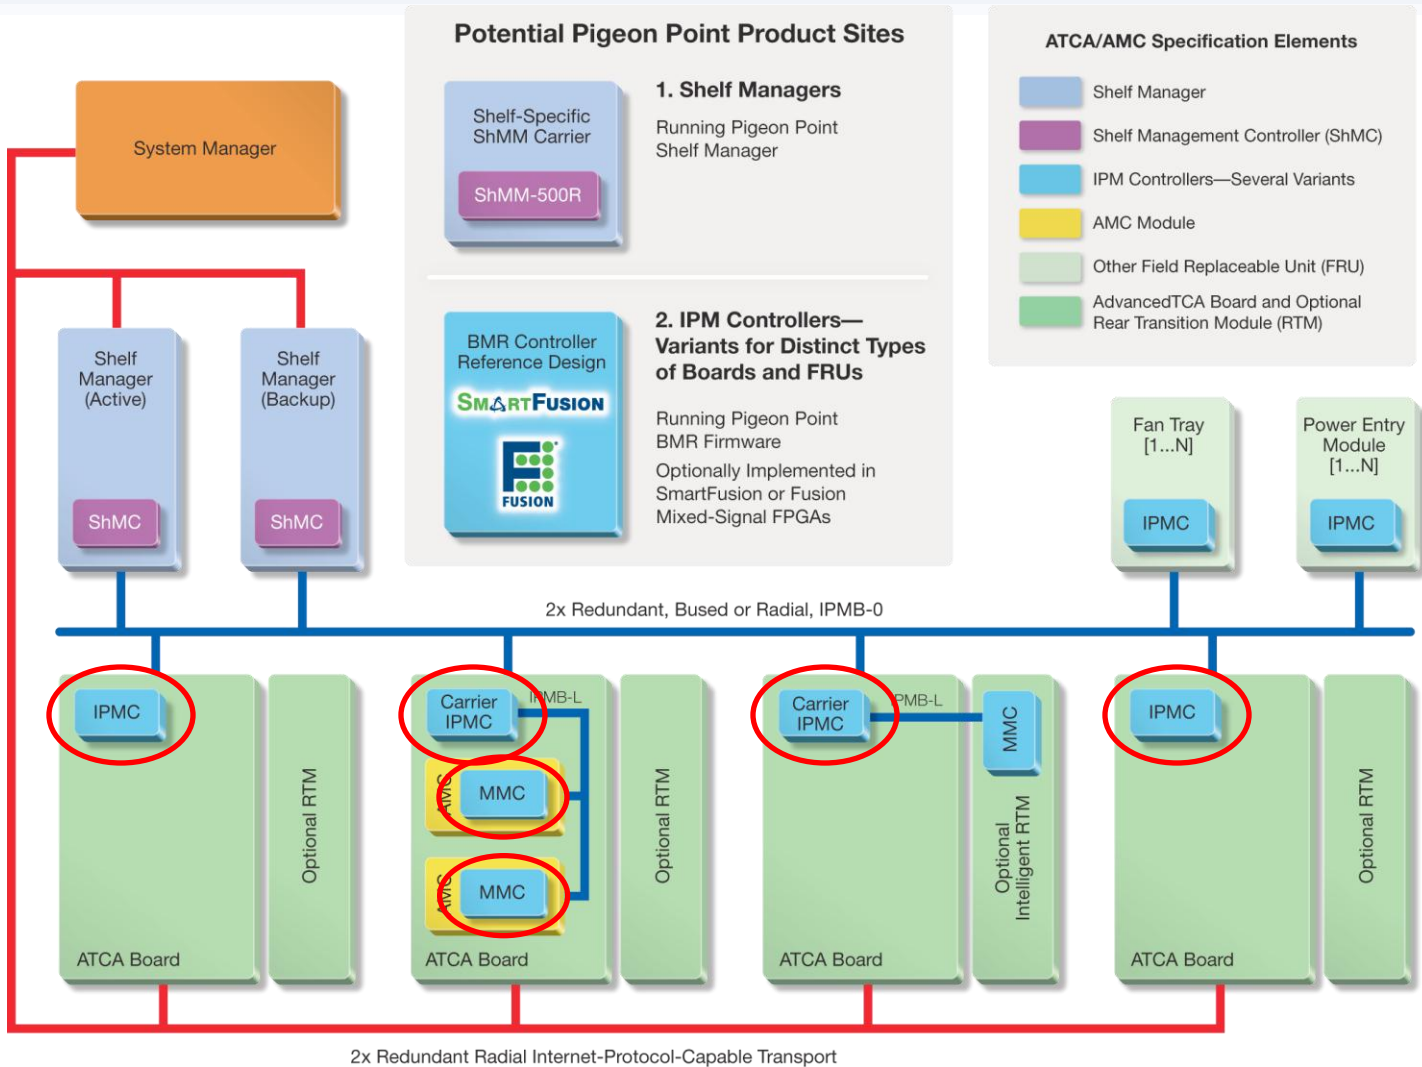 Potential Pigeon Point Product Sites
Shelf-Specific
ShMM Carrier
ShMM-500R
1. Shelf Managers
Running Pigeon Point
Shelf Manager
BMR Controller
Reference Design
SMARTFUSION
FUSION
2. IPM Controllers—
Variants for Distinct Types
of Boards and FRUs
Running Pigeon Point
BMR Firmware
Optionally Implemented in
SmartFusion or Fusion
Mixed-Signal FPGAs
ATCA/AMC Specification Elements
Shelf Manager
Shelf Management Controller (ShMC)
IPM Controllers—Several Variants
AMC Module
Other Field Replaceable Unit (FRU)
AdvancedTCA Board and Optional
Rear Transition Module (RTM)
System Manager
Shelf
Manager
(Active)
ShMC
Shelf
Manager
(Backup)
ShMC
Fan Tray
[1...N]
IPMC
Power Entry
Module
[1...N]
IPMC
2x Redundant, Bused or Radial, IPMB-0
IPMC
ATCA Board
Optional RTM
Carrier
IPMC
IPMB-L
AMC
MMC
AMC
MMC
ATCA Board
Optional RTM
Carrier
IPMC
IPMB-L
ATCA Board
MMC
Optional
Intelligent RTM
IPMC
ATCA Board
Optional RTM
2x Redundant Radial Internet-Protocol-Capable Transport